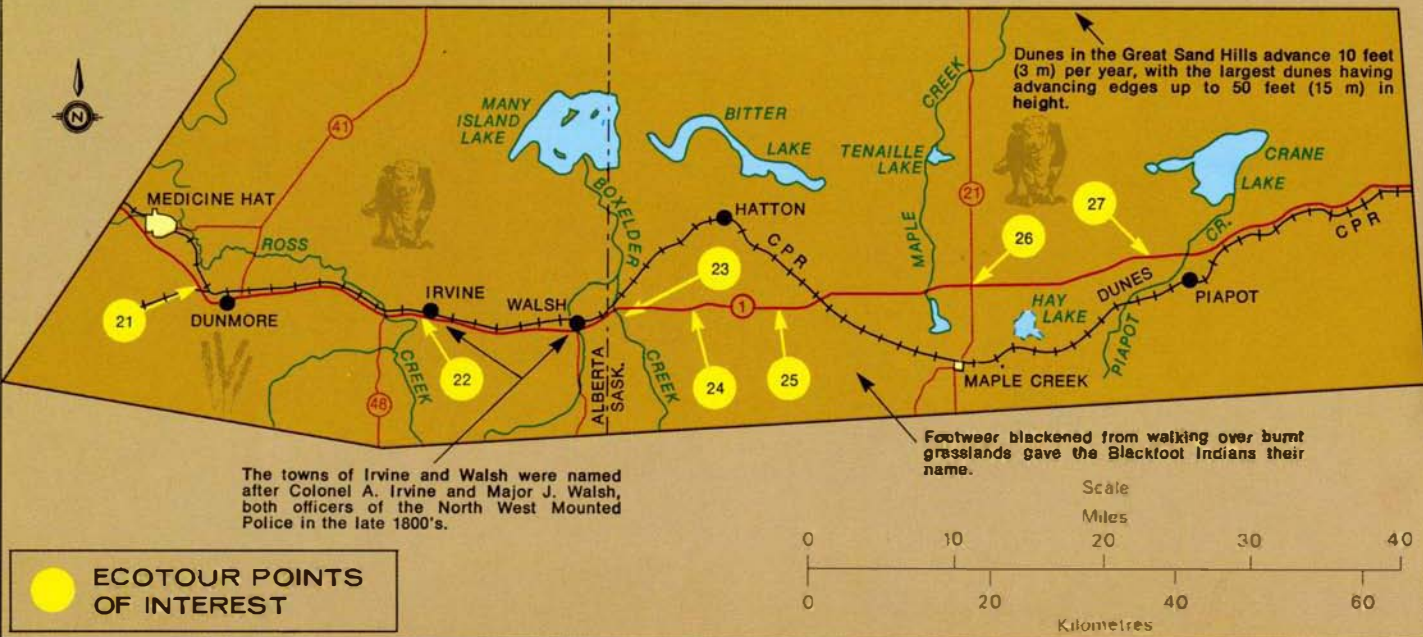 Dunes in the Great Sand Hills advance 10 feet
(3 m) per year, with the largest dunes having
advancing edges up to 50 feet (15 m) in
height.
N
41
MANY
ISLAND
LAKE
BITTER
LAKE
CREEK
TENAILLE
LAKE
21
CRANE
LAKE
MEDICINE HAT
ROSS
BOXELDER
HATTON
CPR
MAPLE
26
27
CR.
CPR
23
21
DUNMORE
IRVINE
WALSH
1
HAY
LAKE
DUNES
PIAPOT
PIAPOT
22
CREEK
48
ALBERTA
SASK.
CREEK
24
25
MAPLE CREEK
The towns of Irvine and Walsh were named
after Colonel A. Irvine and Major J. Walsh,
both officers of the North West Mounted
Police in the late 1800's.
Footwear blackened from walking over burnt
grasslands gave the Blackfoot Indians their
name.
Scale
Miles
0 10 20 30 40
0 20 40 60
Kilometres
ECOTOUR POINTS
OF INTEREST